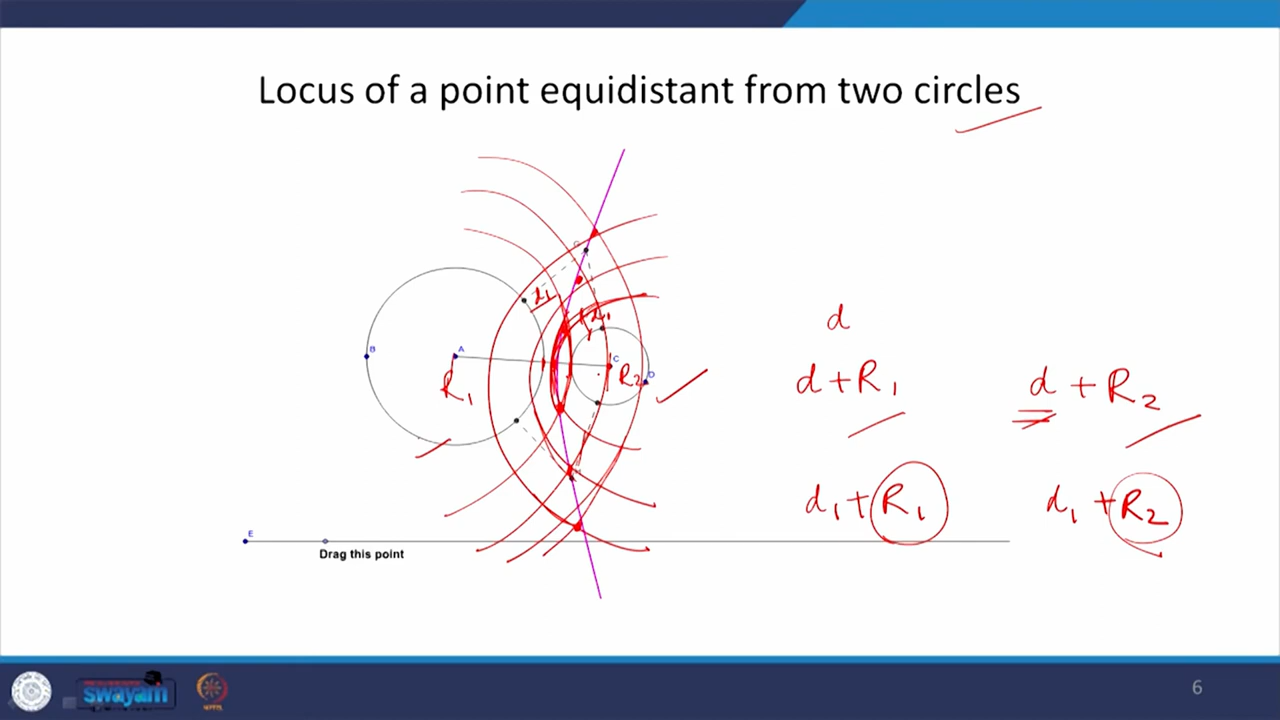 Locus of a point equidistant from two circles
G
d1
d1
B
A
C
D
R1
R2
d
d + R1
d + R2
d1 + R1
d1 + R2
E
Drag this point
swayam
6